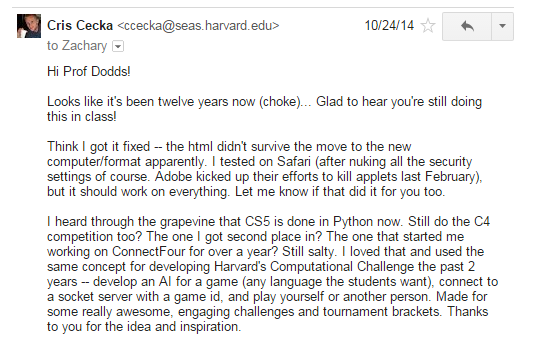 Cris Cecka <ccecka@seas.harvard.edu> 10/24/14
to Zachary
Hi Prof Dodds!
Looks like it's been twelve years now (choke)... Glad to hear you're still doing
this in class!
Think I got it fixed -- the html didn't survive the move to the new
computer/format apparently. I tested on Safari (after nuking all the security
settings of course. Adobe kicked up their efforts to kill applets last February),
but it should work on everything. Let me know if that did it for you too.
I heard through the grapevine that CS5 is done in Python now. Still do the C4
competition too? The one I got second place in? The one that started me
working on ConnectFour for over a year? Still salty. I loved that and used the
same concept for developing Harvard's Computational Challenge the past 2
years -- develop an AI for a game (any language the students want), connect to
a socket server with a game id, and play yourself or another person. Made for
some really awesome, engaging challenges and tournament brackets. Thanks
to you for the idea and inspiration.